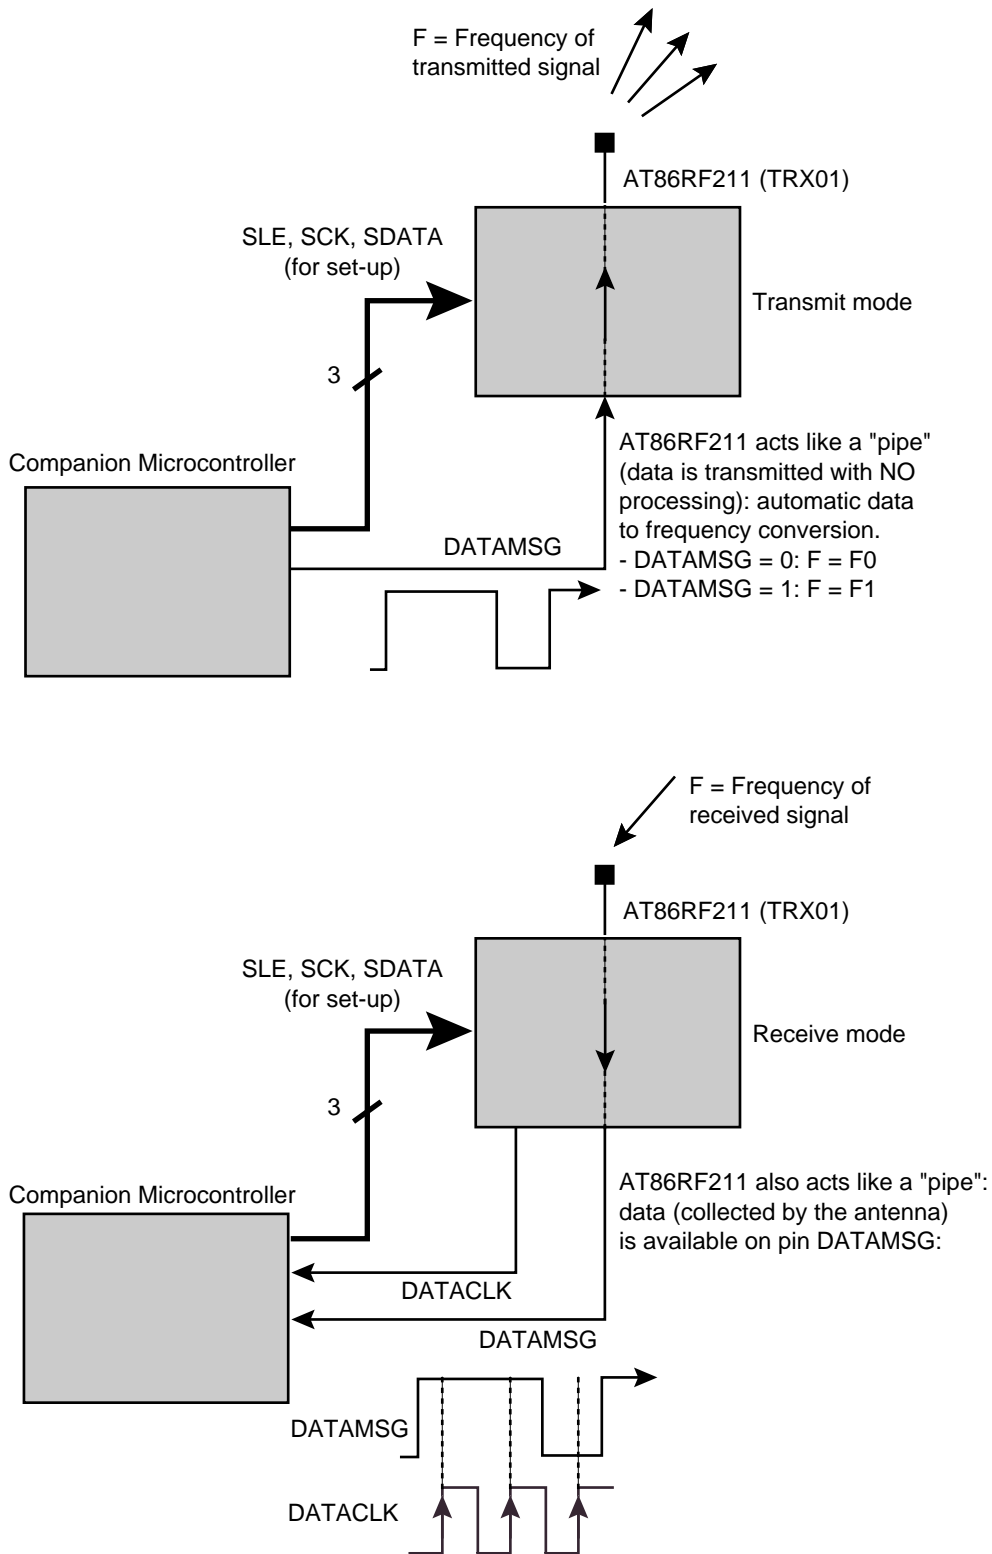 F = Frequency of
transmitted signal
AT86RF211 (TRX01)
SLE, SCK, SDATA
(for set-up)
Transmit mode
3
AT86RF211 acts like a "pipe"
(data is transmitted with NO
processing): automatic data
to frequency conversion.
- DATAMSG = 0: F = F0
- DATAMSG = 1: F = F1
Companion Microcontroller
DATAMSG
F = Frequency of
received signal
AT86RF211 (TRX01)
SLE, SCK, SDATA
(for set-up)
Receive mode
3
AT86RF211 also acts like a "pipe":
data (collected by the antenna)
is available on pin DATAMSG:
Companion Microcontroller
DATACLK
DATAMSG
DATAMSG
DATACLK